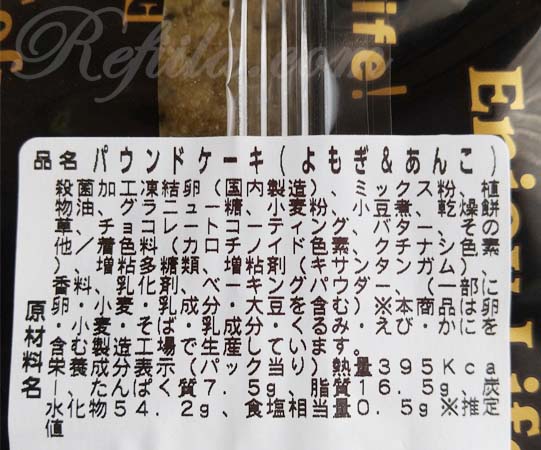 Refiila.com
ife!
Enjoy Life
品名 パウンドケーキ(よもぎ&あんこ)
原材料名
殺菌加工凍結卵(国内製造)、ミックス粉、植
物油、グラニュー糖、小麦粉、小豆煮、乾燥餅
草、チョコレートコーティング、バター、その
他/着色料(カロチノイド色素、クチナシ色素
)、増粘多糖類、増粘剤(キサンタンガム)、
香料、乳化剤、ベーキングパウダー、(一部に
卵・小麦・乳成分・大豆を含む)※本商品は卵
・小麦・そば・乳成分・くるみ・えび・かにを
含む製造工場で生産しています。
栄養成分表示(パック当り)熱量395Kca
l、たんぱく質7.5g、脂質16.5g、炭
水化物54.2g、食塩相当量0.5g※推定
値